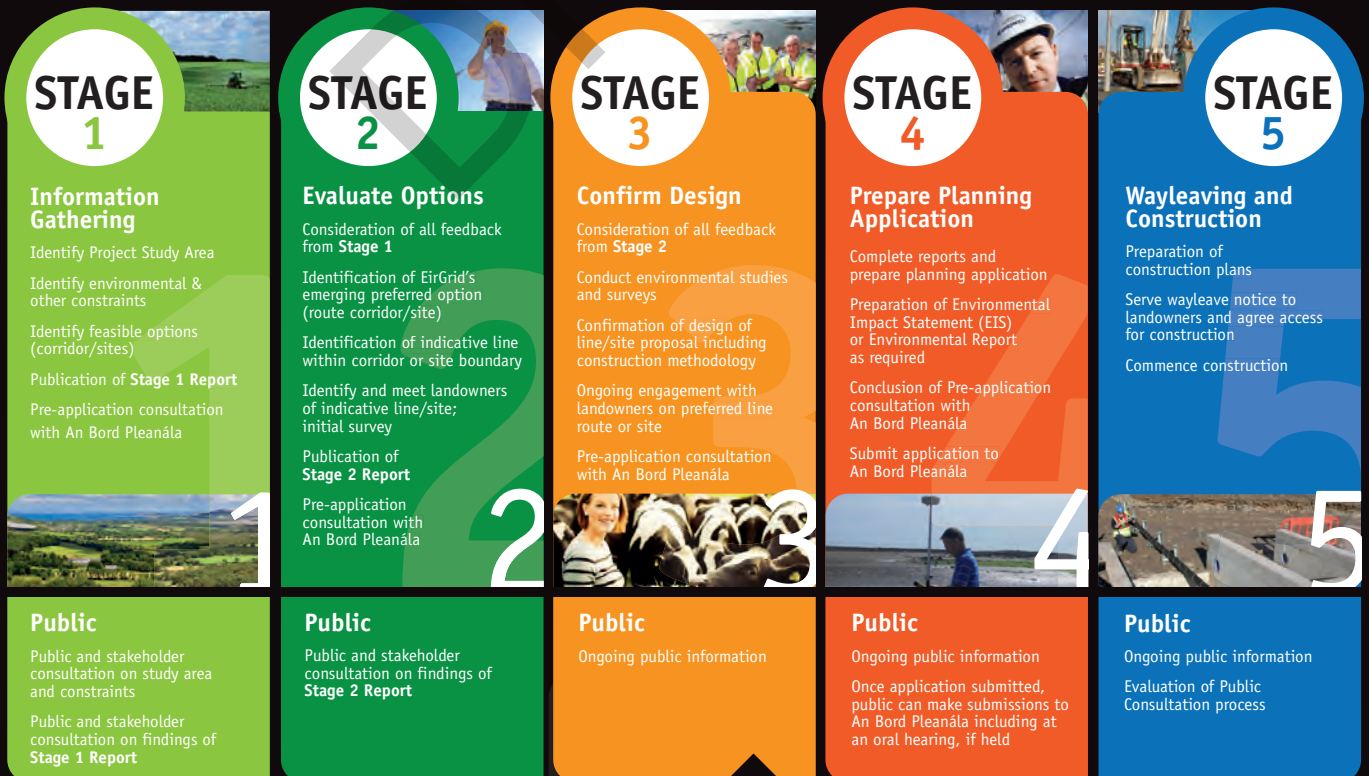 STAGE
1
Information
Gathering
Identify Project Study Area
Identify environmental &
other constraints
Identify feasible options
(corridor/sites)
Publication of Stage 1 Report
Pre-application consultation
with An Bord Pleanála
1
1
Public
Public and stakeholder
consultation on study area
and constraints
Public and stakeholder
consultation on findings of
Stage 1 Report
STAGE
2
Evaluate Options
Consideration of all feedback
from Stage 1
Identification of EirGrid's
emerging preferred option
(route corridor/site)
Identification of indicative line
within corridor or site boundary
Identify and meet landowners
of indicative line/site;
initial survey
Publication of
Stage 2 Report
Pre-application
consultation with
An Bord Pleanála
2
2
Public
Public and stakeholder
consultation on findings of
Stage 2 Report
STAGE
3
Confirm Design
Consideration of all feedback
from Stage 2
Conduct environmental studies
and surveys
Confirmation of design of
line/site proposal including
construction methodology
Ongoing engagement with
landowners on preferred line
route or site
Pre-application consultation
with An Bord Pleanála
3
3
Public
Ongoing public information
STAGE
4
Prepare Planning
Application
Complete reports and
prepare planning application
Preparation of Environmental
Impact Statement (EIS)
or Environmental Report
as required
Conclusion of Pre-application
consultation with
An Bord Pleanála
Submit application to
An Bord Pleanála
4
4
Public
Ongoing public information
Once application submitted,
public can make submissions to
An Bord Pleanála including at
an oral hearing, if held
STAGE
5
Wayleaving and
Construction
Preparation of
construction plans
Serve wayleave notice to
landowners and agree access
for construction
Commence construction
5
5
Public
Ongoing public information
Evaluation of Public
Consultation process